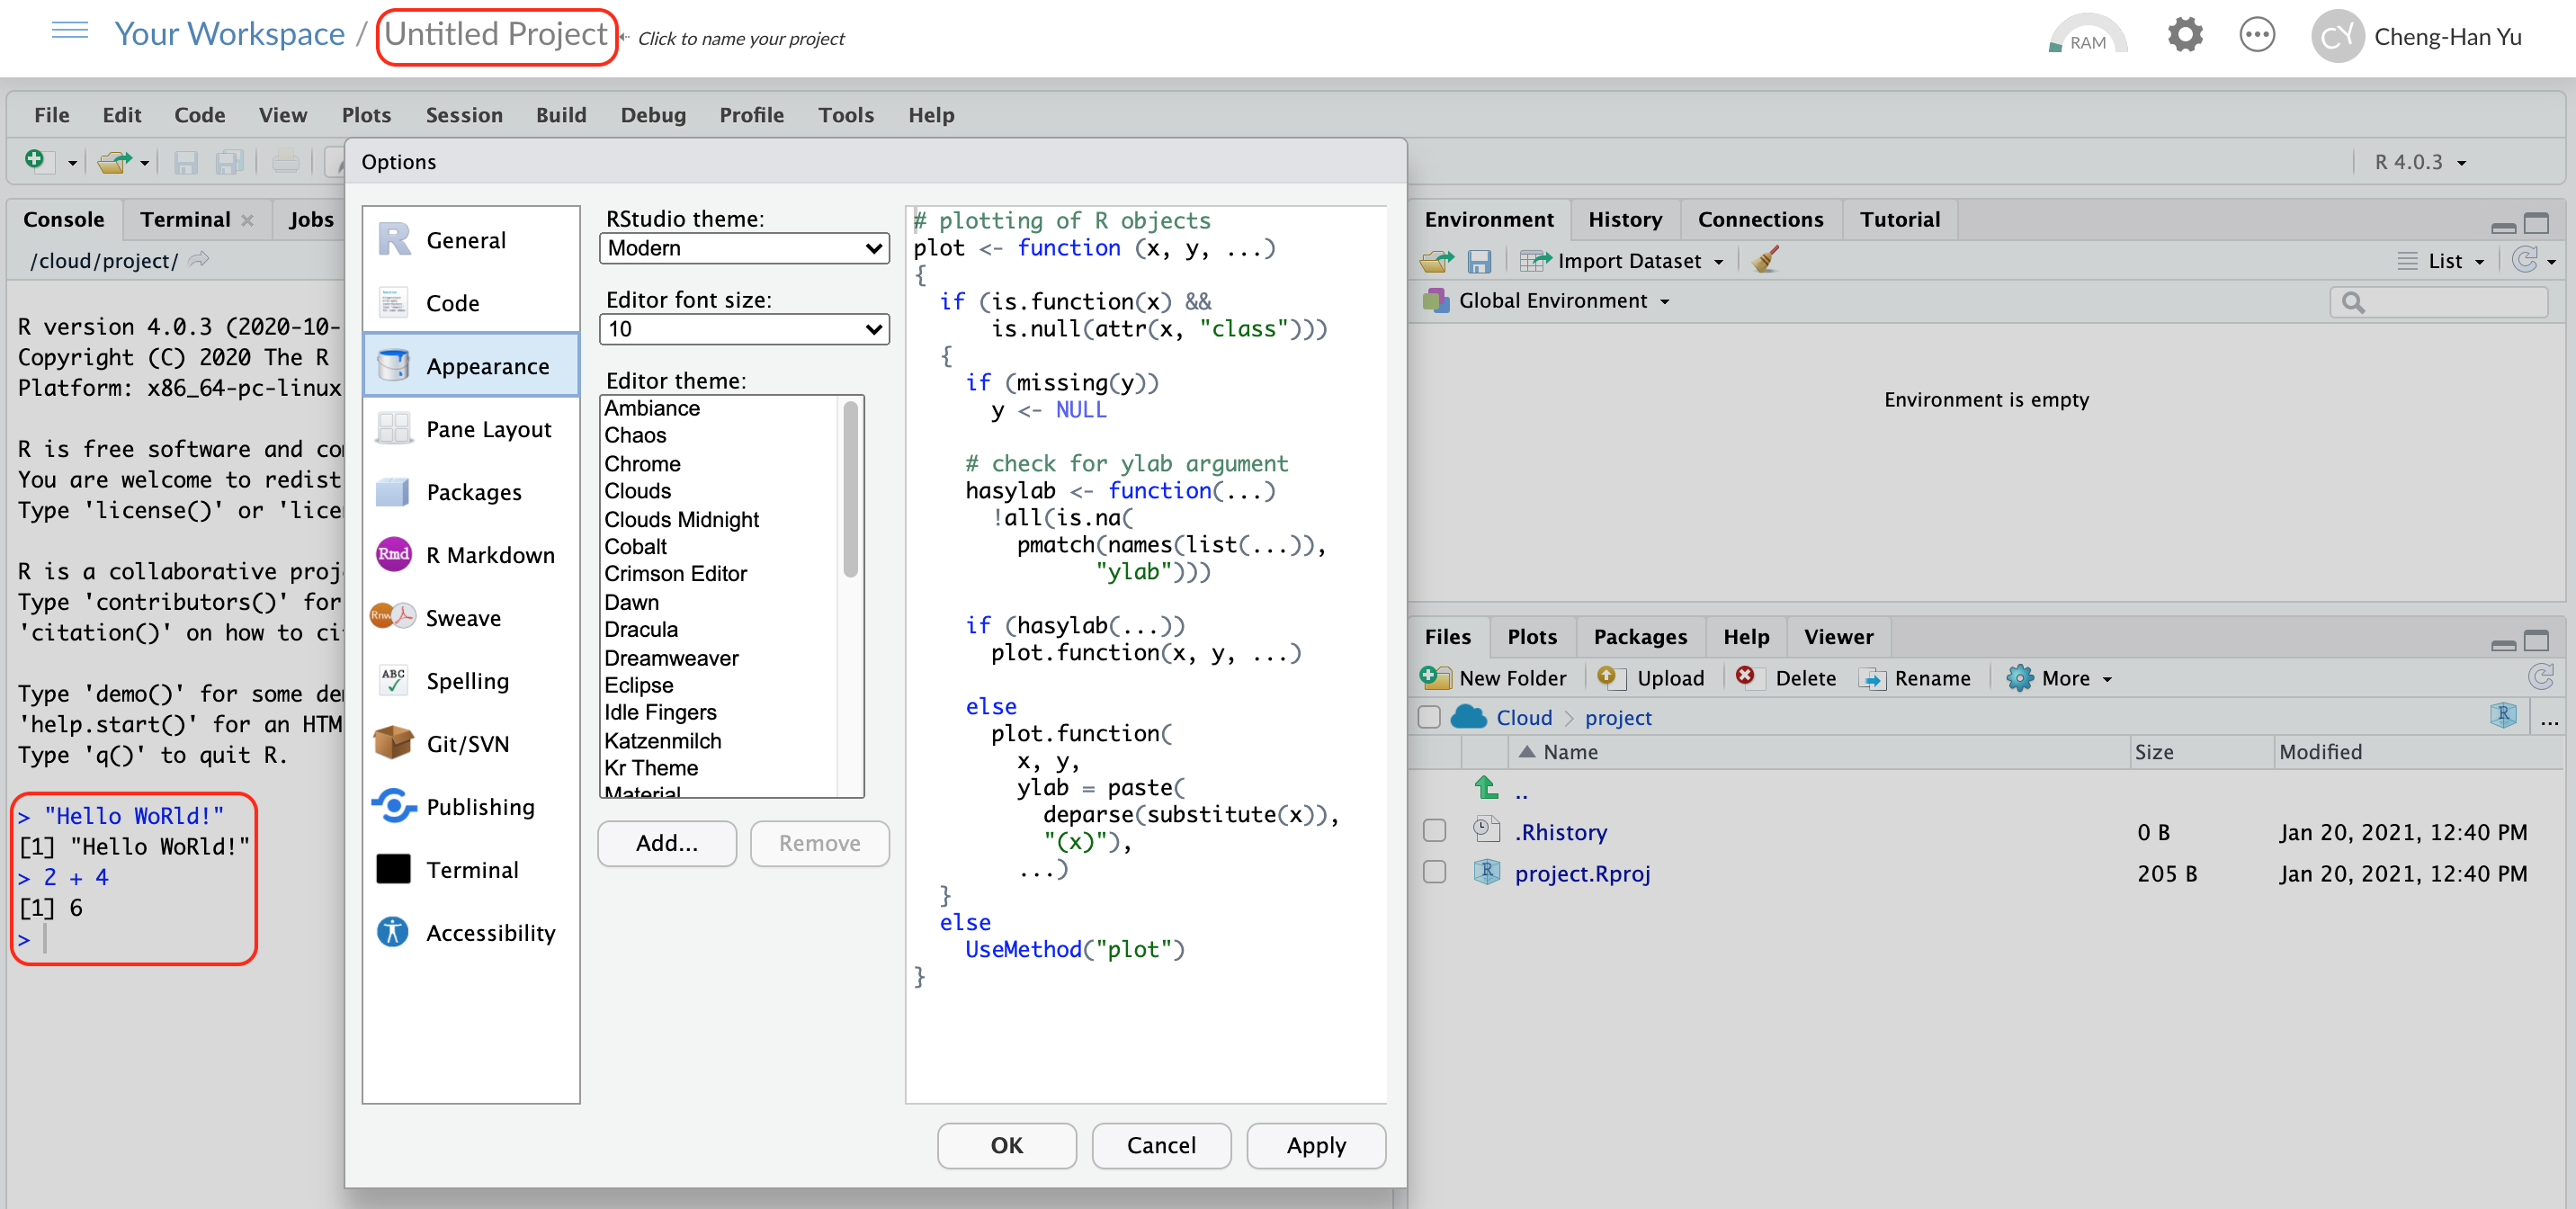 Your Workspace / Untitled Project Click to name your project
RAM
CY Cheng-Han Yu
File Edit Code View Plots Session Build Debug Profile Tools Help
R 4.0.3
Console Terminal Jobs
/cloud/project/
R version 4.0.3 (2020-10-
Copyright (C) 2020 The R
Platform: x86_64-pc-linux
R is free software and
You are welcome to redist
Type 'license()' or 'lice
R is a collaborative proj
Type 'contributors()' for
'citation()' on how to ci
Type 'demo()' for some de
'help.start()' for an HTM
Type 'q()' to quit R.
> "Hello WoRld!"
[1] "Hello WoRld!"
> 2 + 4
[1] 6
>
Options
R General
Code
Appearance
Pane Layout
Packages
Rmd R Markdown
Rnw Sweave
ABC Spelling
Git/SVN
Publishing
Terminal
Accessibility
RStudio theme:
Modern
Editor font size:
10
Editor theme:
Ambiance
Chaos
Chrome
Clouds
Clouds Midnight
Cobalt
Crimson Editor
Dawn
Dracula
Dreamweaver
Eclipse
Idle Fingers
Katzenmilch
Kr Theme
Material
Add... Remove
# plotting of R objects
plot <- function (x, y, ...)
{
if (is.function(x) &&
is.null(attr(x, "class")))
{
if (missing(y))
y <- NULL
# check for ylab argument
hasylab <- function(...)
!all(is.na(
pmatch(names(list(...)),
"ylab")))
if (hasylab(...))
plot.function(x, y, ...)
else
plot.function(
x, y,
ylab = paste(
deparse(substitute(x)),
"(x)"),
...)
}
else
UseMethod("plot")
}
OK Cancel Apply
Environment History Connections Tutorial
Import Dataset List
Global Environment
Environment is empty
Files Plots Packages Help Viewer
New Folder Upload Delete Rename More
Cloud > project R ...
Name Size Modified
..
.Rhistory 0 B Jan 20, 2021, 12:40 PM
R project.Rproj 205 B Jan 20, 2021, 12:40 PM